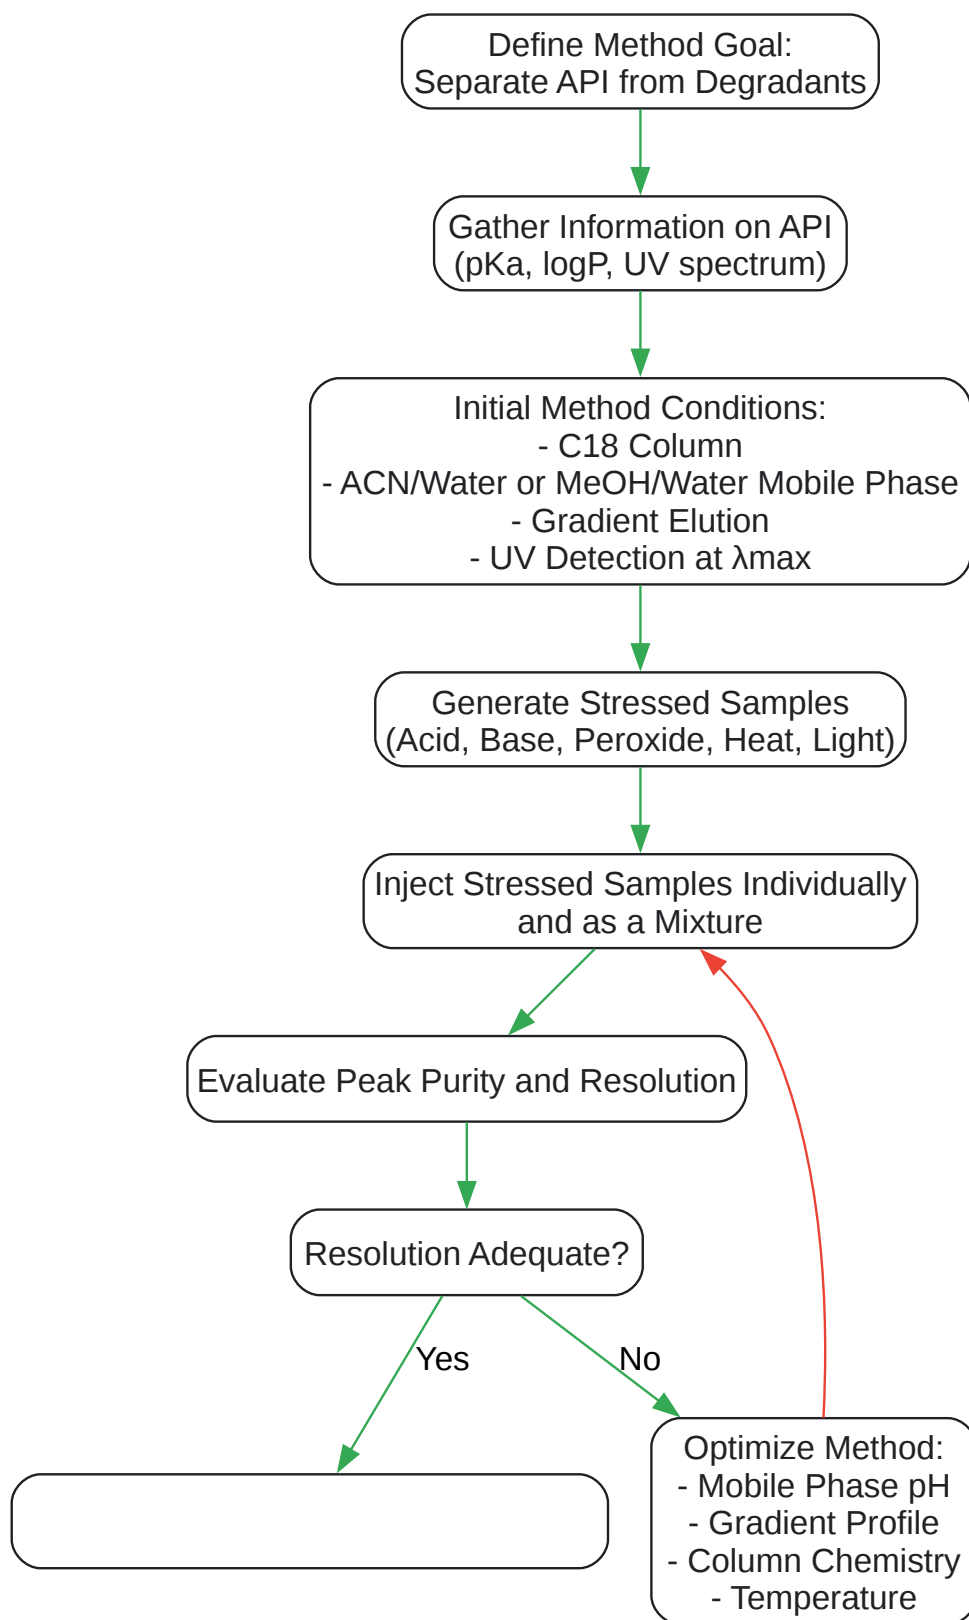 Define Method Goal:
Separate API from Degradants
Gather Information on API
(pKa, logP, UV spectrum)
Initial Method Conditions:
- C18 Column
- ACN/Water or MeOH/Water Mobile Phase
- Gradient Elution
- UV Detection at λmax
Generate Stressed Samples
(Acid, Base, Peroxide, Heat, Light)
Inject Stressed Samples Individually
and as a Mixture
Evaluate Peak Purity and Resolution
Resolution Adequate?
Yes
No
Optimize Method:
- Mobile Phase pH
- Gradient Profile
- Column Chemistry
- Temperature